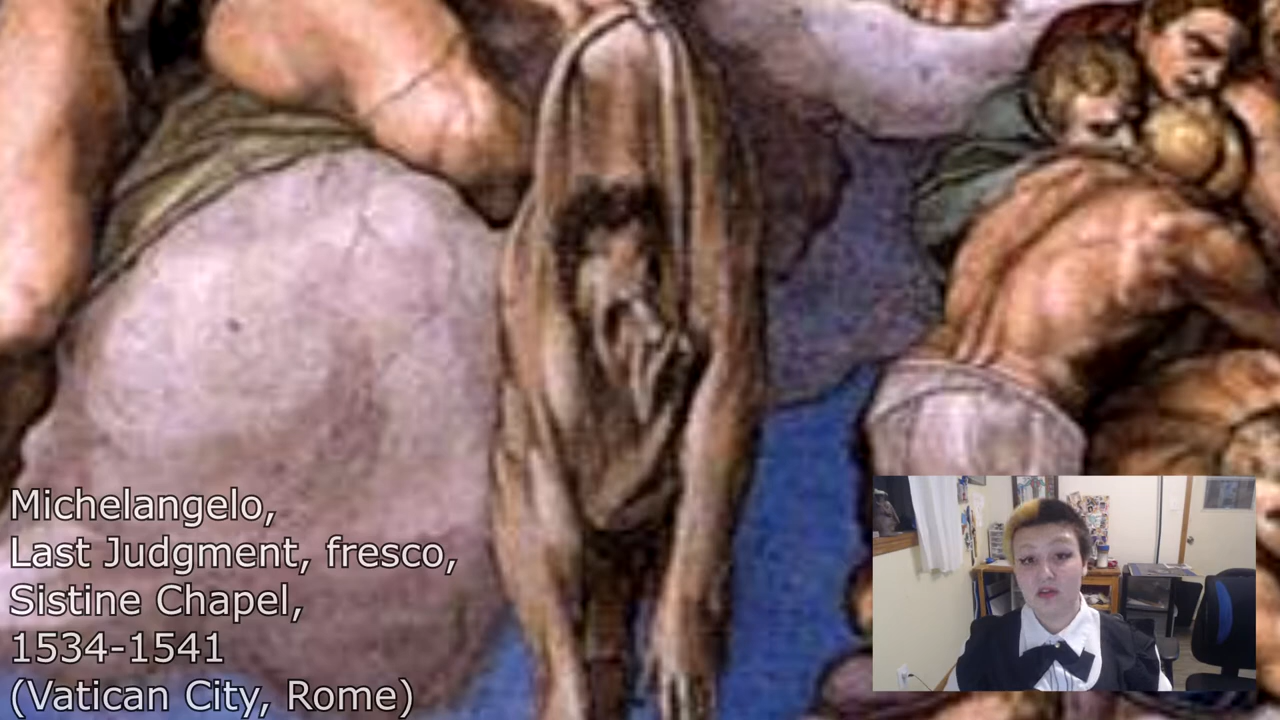 Michelangelo,
Last Judgment, fresco,
Sistine Chapel,
1534-1541
(Vatican City, Rome)